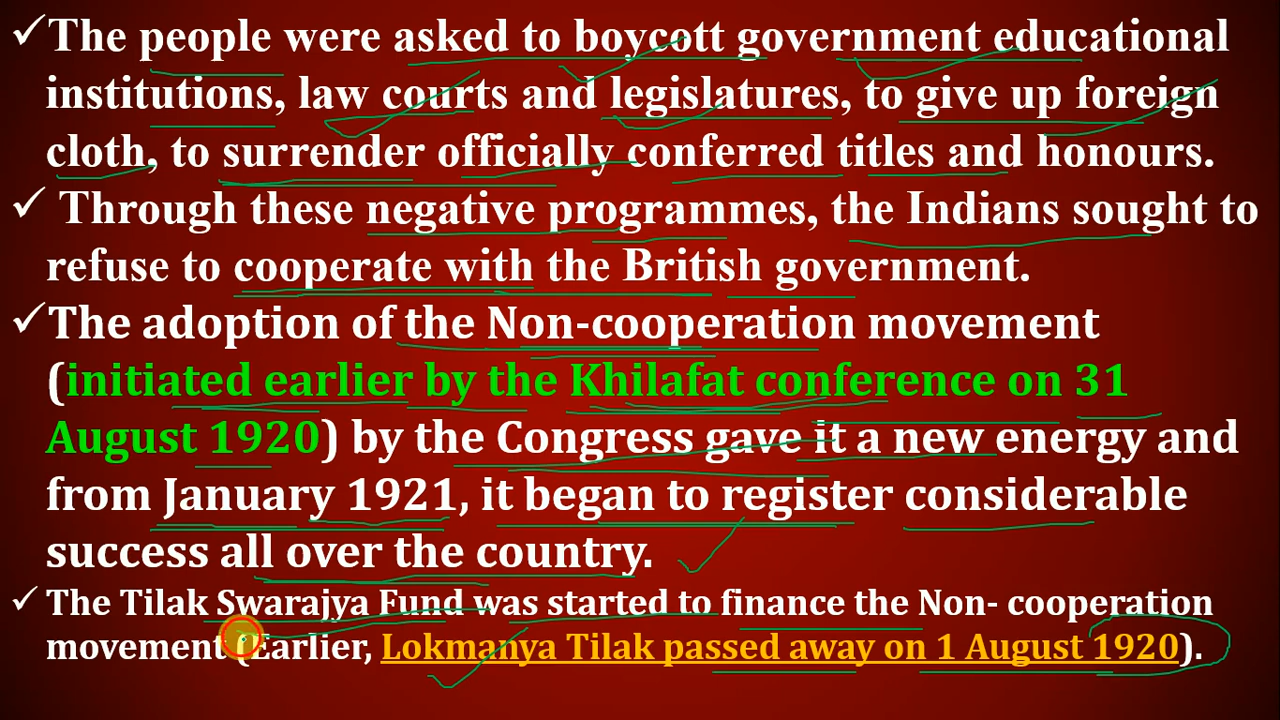 ✓The people were asked to boycott government educational
institutions, law courts and legislatures, to give up foreign
cloth, to surrender officially conferred titles and honours.
✓ Through these negative programmes, the Indians sought to
refuse to cooperate with the British government.
✓The adoption of the Non-cooperation movement
(initiated earlier by the Khilafat conference on 31
August 1920) by the Congress gave it a new energy and
from January 1921, it began to register considerable
success all over the country.
✓ The Tilak Swarajya Fund was started to finance the Non- cooperation
movement (Earlier, Lokmanya Tilak passed away on 1 August 1920).